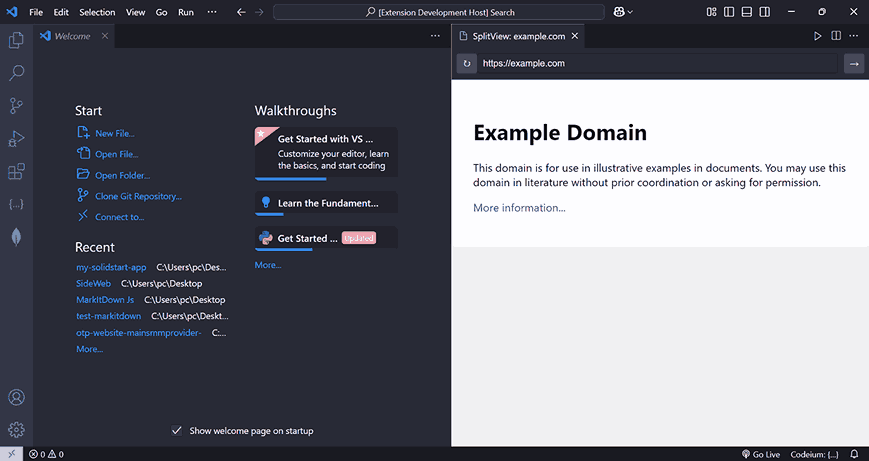 File Edit Selection View Go Run ··· [Extension Development Host] Search
Welcome
SplitView: example.com
https://example.com
Start
New File...
Open File...
Open Folder...
Clone Git Repository...
Connect to...
Recent
my-solidstart-app C:\Users\pc\Des...
SideWeb C:\Users\pc\Desktop
MarkItDown Js C:\Users\pc\Desktop
test-markitdown C:\Users\pc\Deskt...
otp-website-mainsmmprovider- C:...
More...
Walkthroughs
Get Started with VS ...
Customize your editor, learn
the basics, and start coding
Learn the Fundament...
Get Started ... Updated
More...
Show welcome page on startup
Example Domain
This domain is for use in illustrative examples in documents. You may use this
domain in literature without prior coordination or asking for permission.
More information...
0 0 Go Live Codeium: {...}